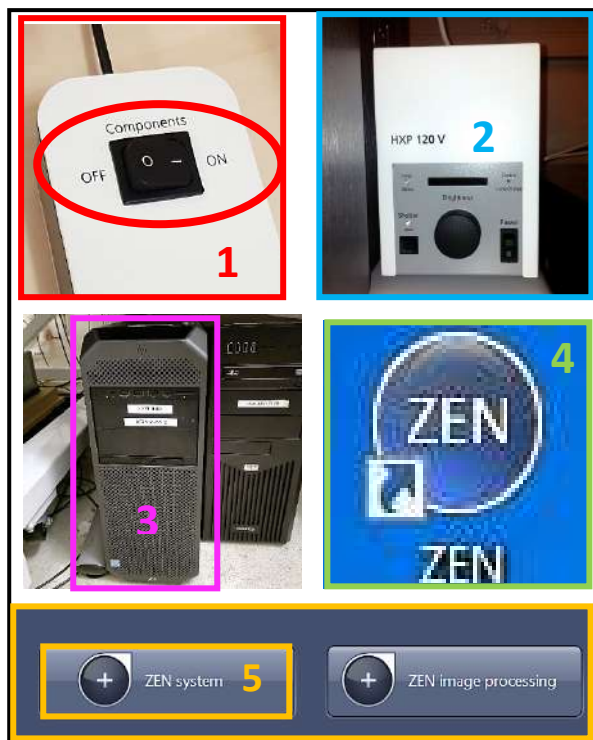 Components
OFF
O
ON
1
HXP 120 V
2
Brightness
Shutter
Power
3
4
ZEN
ZEN
ZEN system
5
ZEN image processing